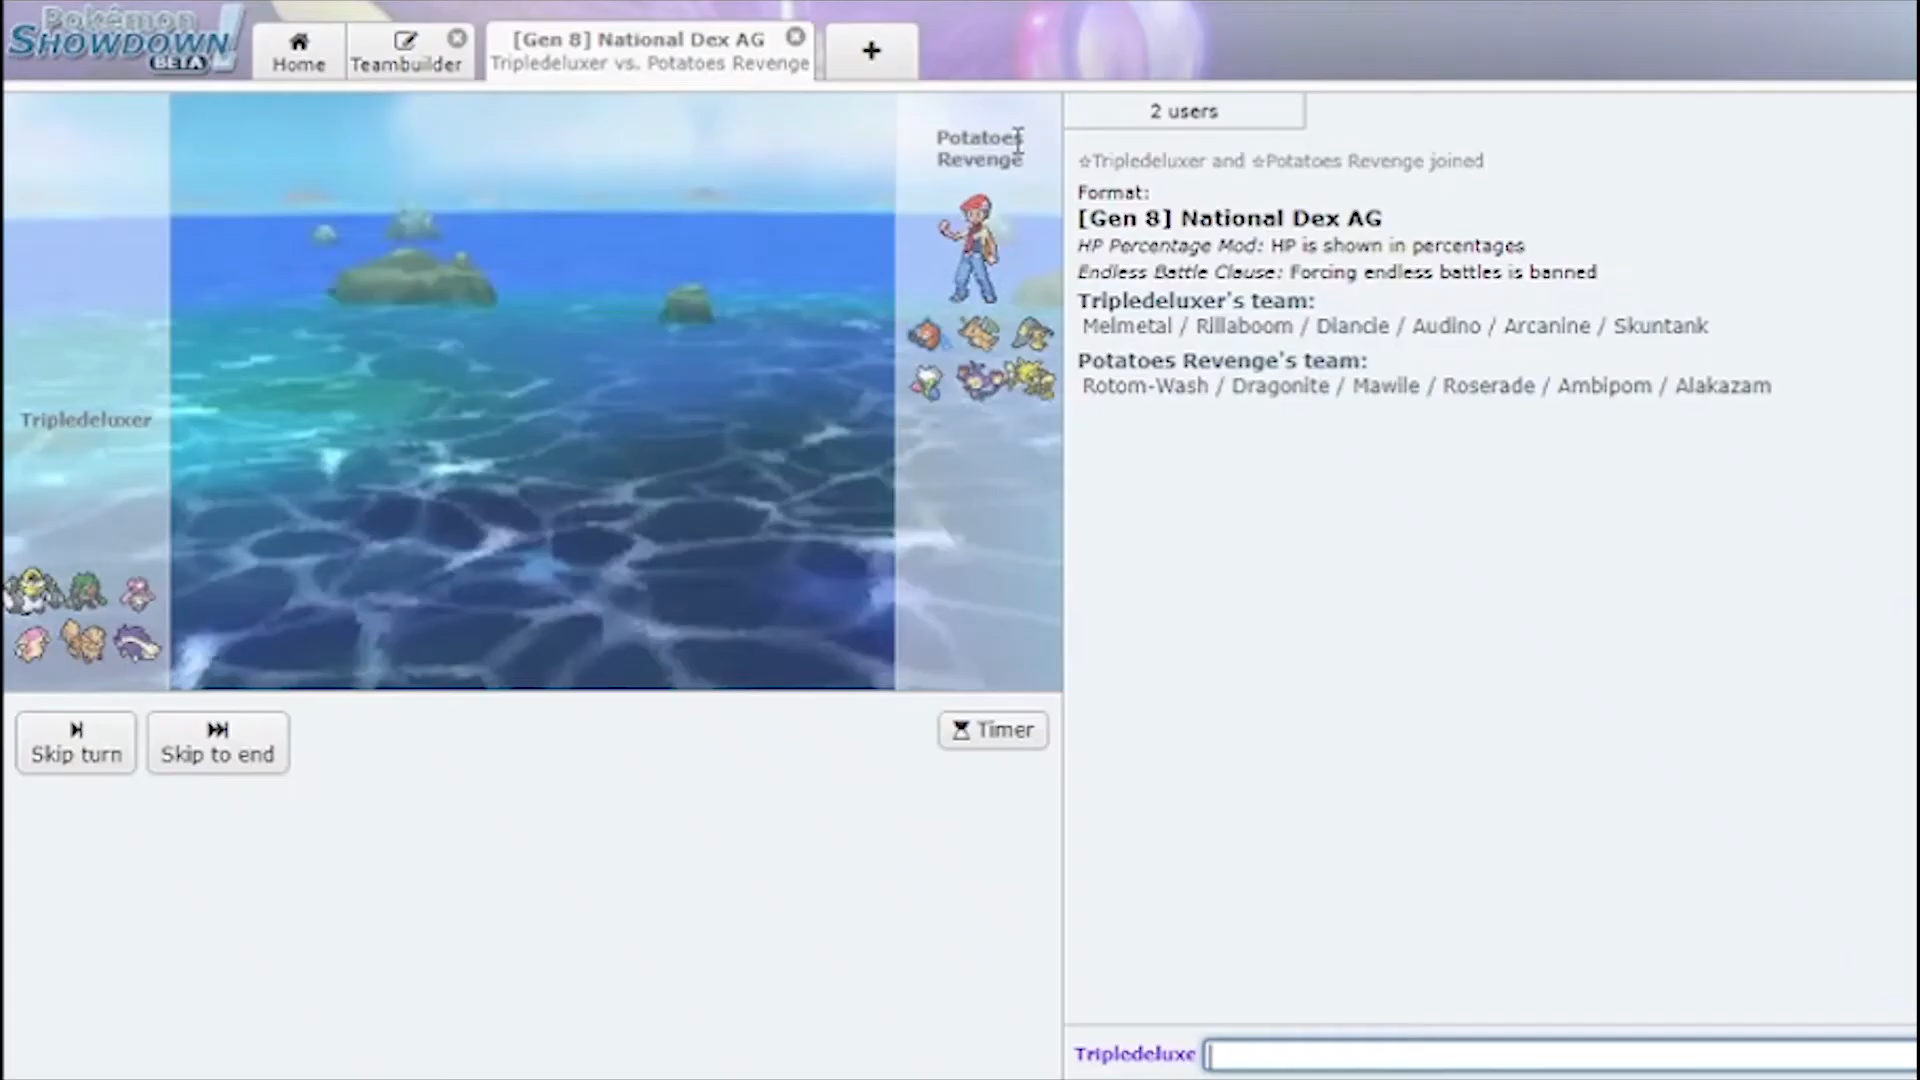 Pokémon
SHOWDOWN!
BETA
Home
Teambuilder
[Gen 8] National Dex AG
Tripledeluxer vs. Potatoes Revenge
+
Potatoes
Revenge
Tripledeluxer
Skip turn
Skip to end
Timer
2 users
☆Tripledeluxer and ☆Potatoes Revenge joined
Format:
[Gen 8] National Dex AG
HP Percentage Mod: HP is shown in percentages
Endless Battle Clause: Forcing endless battles is banned
Tripledeluxer's team:
Melmetal / Rillaboom / Diancie / Audino / Arcanine / Skuntank
Potatoes Revenge's team:
Rotom-Wash / Dragonite / Mawile / Roserade / Ambipom / Alakazam
Tripledeluxe